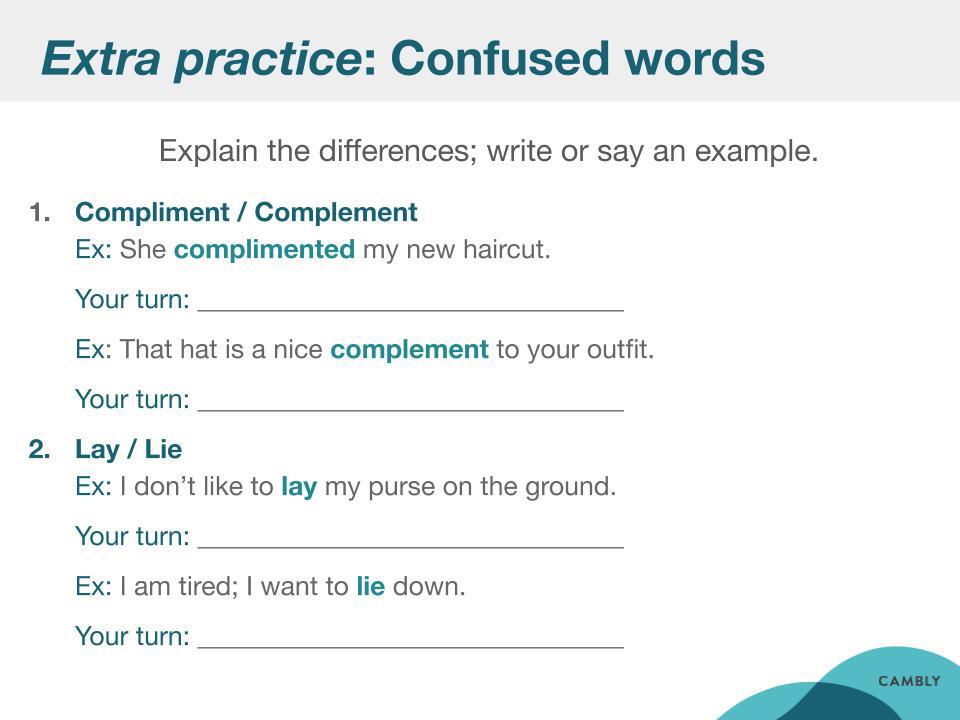 Extra practice: Confused words
Explain the differences; write or say an example.
1. Compliment / Complement
Ex: She complimented my new haircut.
Your turn: ______________________________
Ex: That hat is a nice complement to your outfit.
Your turn: ______________________________
2. Lay / Lie
Ex: I don’t like to lay my purse on the ground.
Your turn: ______________________________
Ex: I am tired; I want to lie down.
Your turn: ______________________________
CAMBLY